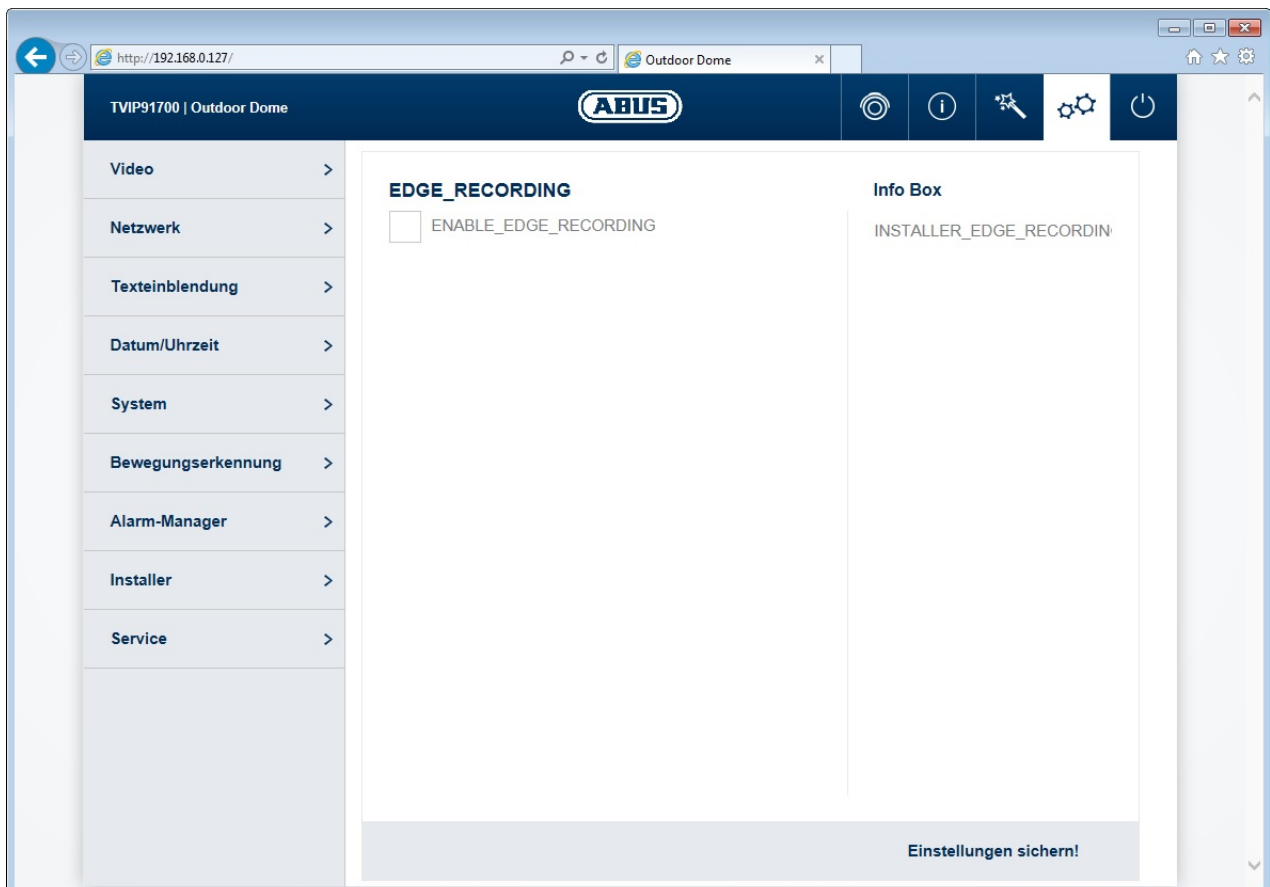 http://192.168.0.127/
Outdoor Dome
TVIP91700 | Outdoor Dome
ABUS
Video
Netzwerk
Texteinblendung
Datum/Uhrzeit
System
Bewegungserkennung
Alarm-Manager
Installer
Service
EDGE_RECORDING
ENABLE_EDGE_RECORDING
Info Box
INSTALLER_EDGE_RECORDIN
Einstellungen sichern!